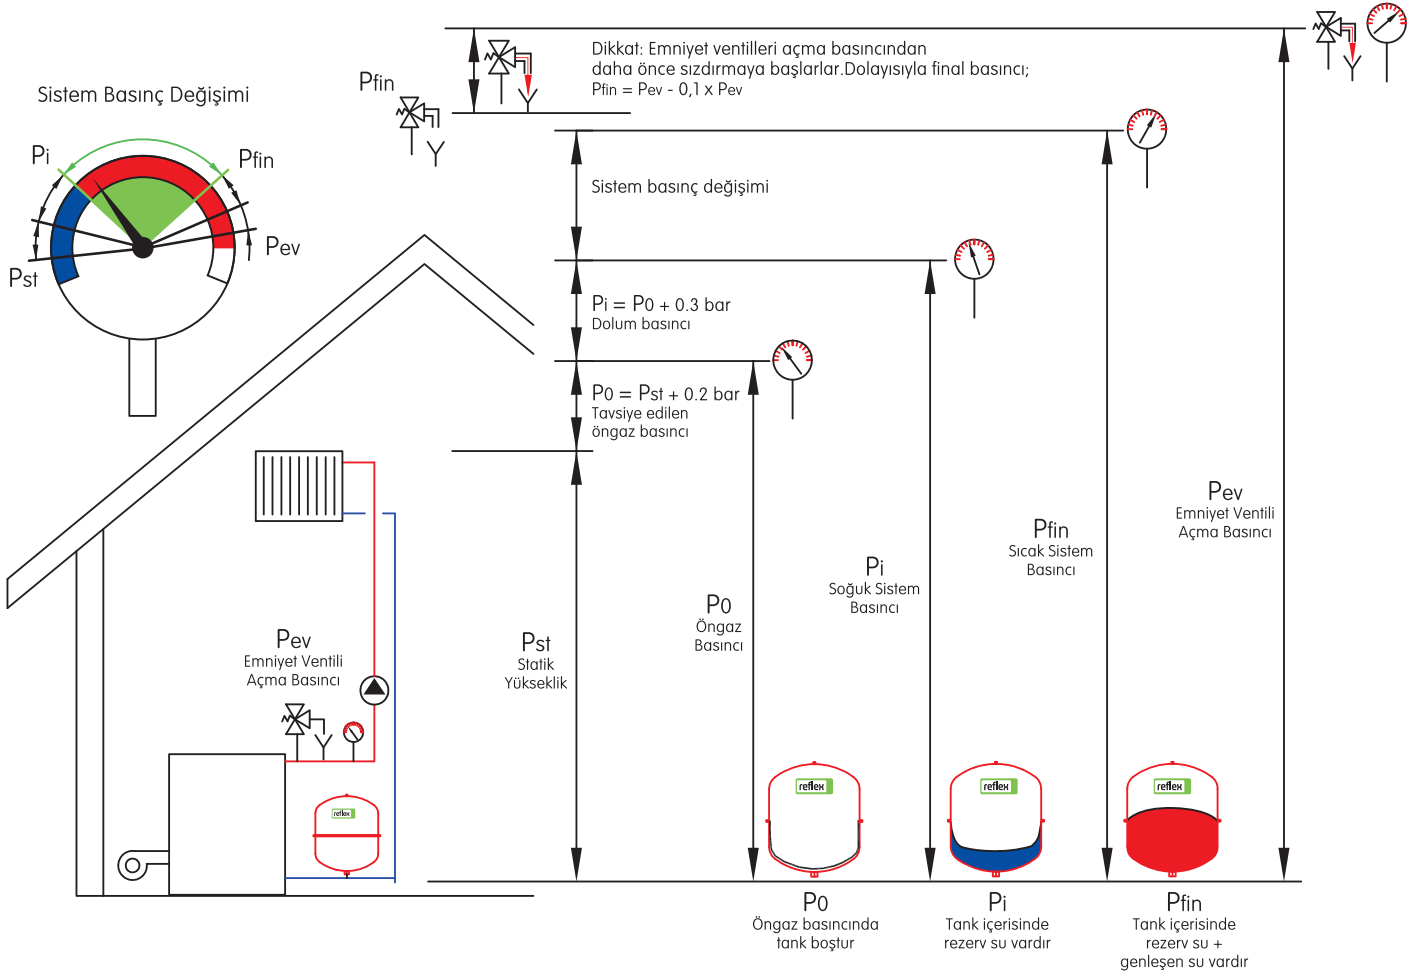 Sistem Basınç Değişimi
Pi
Pfin
Pev
Pst
Pfin
Dikkat: Emniyet ventilleri açma basıncından
daha önce sızdırmaya başlarlar.Dolayısıyla final basıncı;
Pfin = Pev - 0,1 x Pev
Sistem basınç değişimi
Pi = P0 + 0.3 bar
Dolum basıncı
P0 = Pst + 0.2 bar
Tavsiye edilen
öngaz basıncı
Pev
Emniyet Ventili
Açma Basıncı
Pst
Statik
Yükseklik
P0
Öngaz
Basıncı
Pi
Soğuk Sistem
Basıncı
Pfin
Sıcak Sistem
Basıncı
Pev
Emniyet Ventili
Açma Basıncı
reflex
reflex
reflex
reflex
P0
Öngaz basıncında
tank boştur
Pi
Tank içerisinde
rezerv su vardır
Pfin
Tank içerisinde
rezerv su +
genleşen su vardır